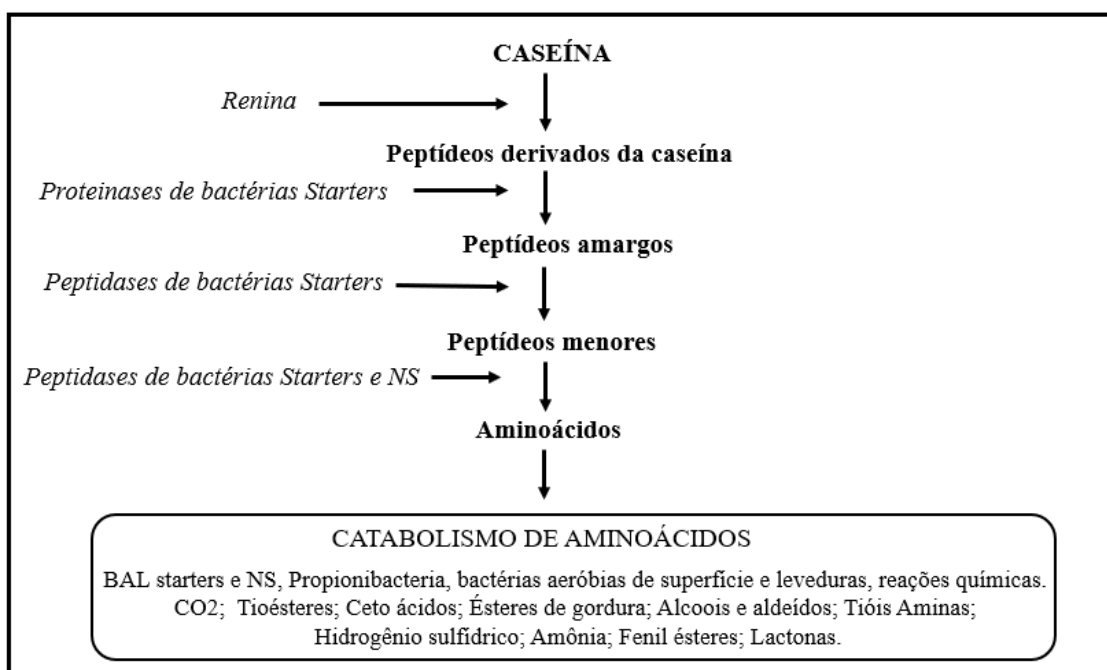 CASEÍNA
Renina
Peptídeos derivados da caseína
Proteinases de bactérias Starters
Peptídeos amargos
Peptidases de bactérias Starters
Peptídeos menores
Peptidases de bactérias Starters e NS
Aminoácidos
CATABOLISMO DE AMINOÁCIDOS
BAL starters e NS, Propionibacteria, bactérias aeróbias de superfície e leveduras, reações químicas.
CO2; Tioésteres; Ceto ácidos; Ésteres de gordura; Alcoois e aldeídos; Tióis Aminas;
Hidrogênio sulfídrico; Amônia; Fenil ésteres; Lactonas.